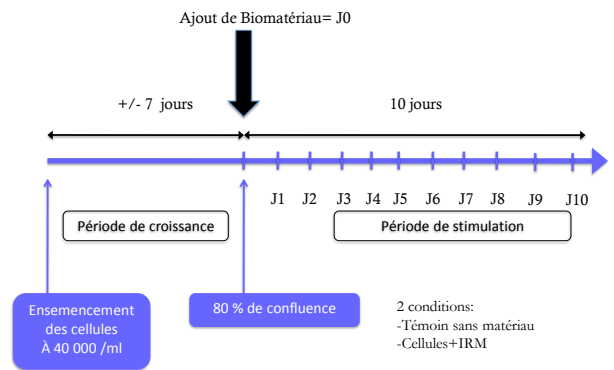 Ajout de Biomatériau= J0
+/- 7 jours
10 jours
J1 J2 J3 J4 J5 J6 J7 J8 J9 J10
Période de croissance
Période de stimulation
Ensemencement
des cellules
À 40 000 /ml
80 % de confluence
2 conditions:
-Témoin sans matériau
-Cellules+IRM